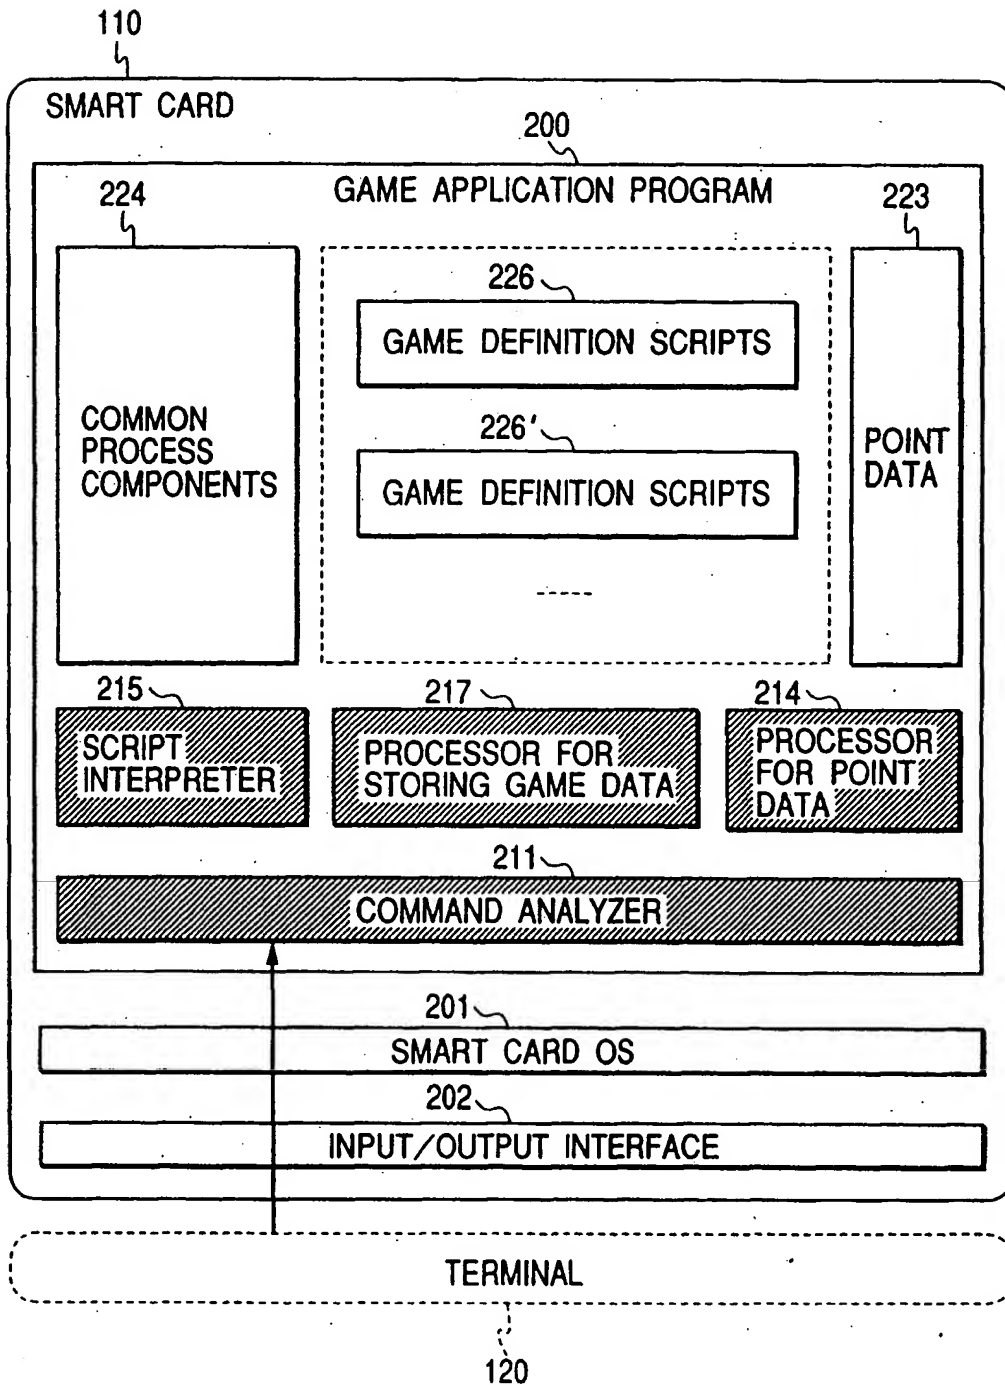 110
SMART CARD
200
GAME APPLICATION PROGRAM
224
223
226
GAME DEFINITION SCRIPTS
COMMON
PROCESS
COMPONENTS
226'
GAME DEFINITION SCRIPTS
POINT
DATA
215
SCRIPT
INTERPRETER
217
PROCESSOR FOR
STORING GAME DATA
214
PROCESSOR
FOR POINT
DATA
211
COMMAND ANALYZER
201
SMART CARD OS
202
INPUT/OUTPUT INTERFACE
TERMINAL
120